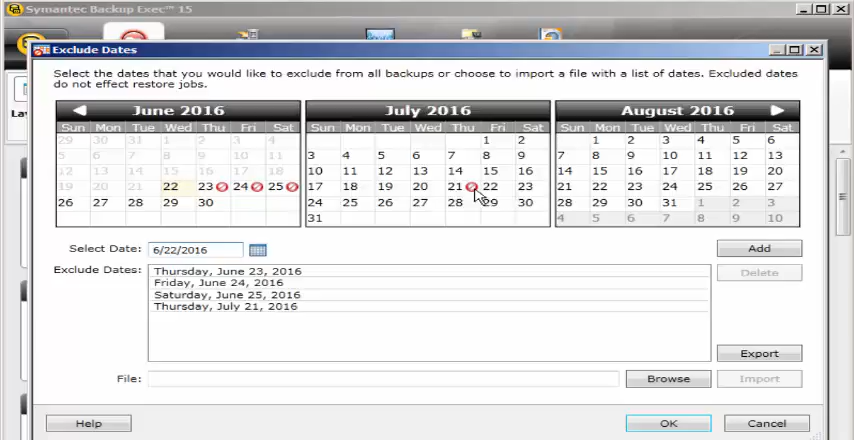 Symantec Backup Exec™ 15
Exclude Dates
Select the dates that you would like to exclude from all backups or choose to import a file with a list of dates. Excluded dates
do not effect restore jobs.
June 2016 July 2016 August 2016
Sun Mon Tue Wed Thu Fri Sat Sun Mon Tue Wed Thu Fri Sat Sun Mon Tue Wed Thu Fri Sat
29 30 31 1 2 3 4 1 2 1 2 3 4 5 6
5 6 7 8 9 10 11 3 4 5 6 7 8 9 7 8 9 10 11 12 13
12 13 14 15 16 17 18 10 11 12 13 14 15 16 14 15 16 17 18 19 20
19 20 21 22 23 24 25 17 18 19 20 21 22 23 21 22 23 24 25 26 27
26 27 28 29 30 24 25 26 27 28 29 30 28 29 30 31 1 2 3
31 4 5 6 7 8 9 10
Select Date: 6/22/2016 Add
Exclude Dates: Thursday, June 23, 2016 Delete
Friday, June 24, 2016
Saturday, June 25, 2016
Thursday, July 21, 2016
Export
File: Browse Import
Help OK Cancel